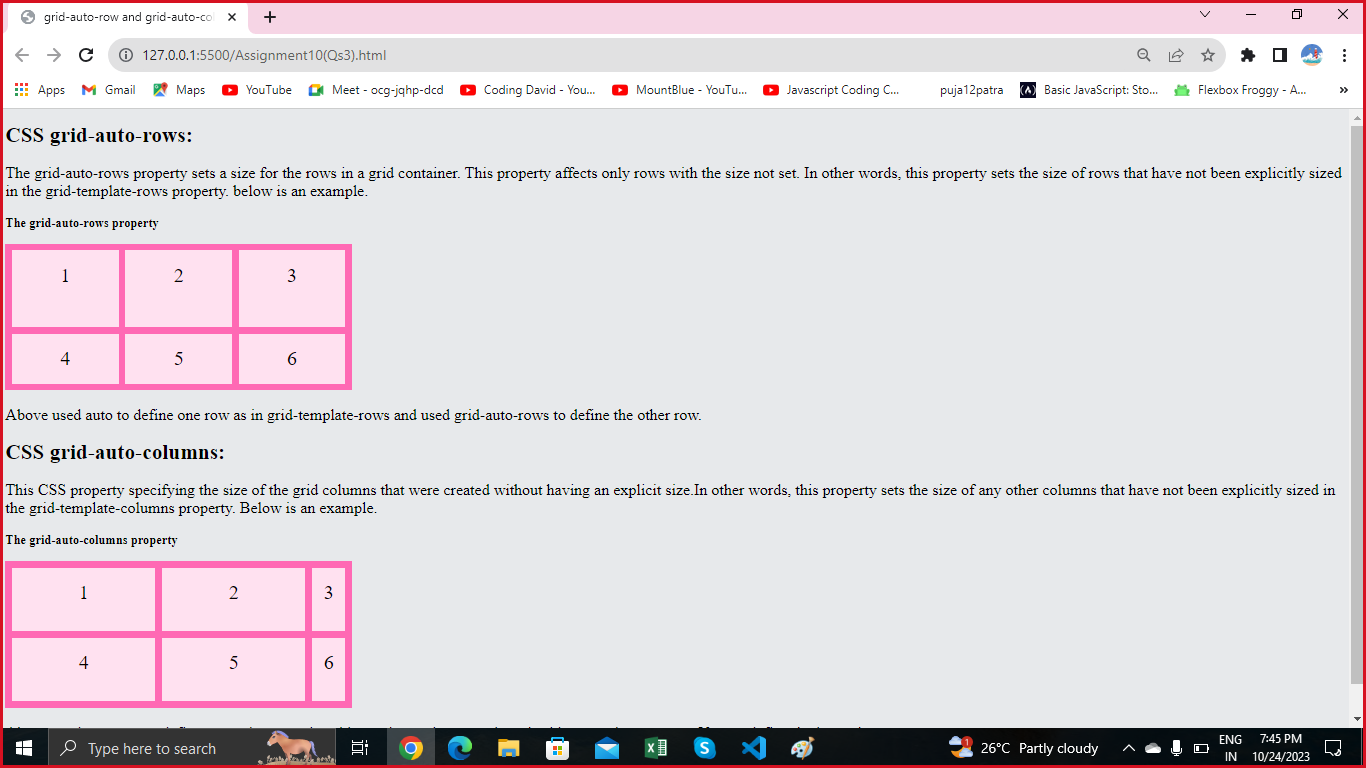 grid-auto-row and grid-auto-co
127.0.0.1:5500/Assignment10(Qs3).html
Apps
Gmail
Maps
YouTube
Meet - ocg-jqhp-dcd
Coding David - You...
MountBlue - YouTu...
Javascript Coding C...
puja12patra
Basic JavaScript: Sto...
Flexbox Froggy - A...
»
CSS grid-auto-rows:
The grid-auto-rows property sets a size for the rows in a grid container. This property affects only rows with the size not set. In other words, this property sets the size of rows that have not been explicitly sized
in the grid-template-rows property. below is an example.
The grid-auto-rows property
1 2 3
4 5 6
Above used auto to define one row as in grid-template-rows and used grid-auto-rows to define the other row.
CSS grid-auto-columns:
This CSS property specifying the size of the grid columns that were created without having an explicit size.In other words, this property sets the size of any other columns that have not been explicitly sized in
the grid-template-columns property. Below is an example.
The grid-auto-columns property
1 2 3
4 5 6
Type here to search
1
26°C Partly cloudy
ENG
IN
7:45 PM
10/24/2023